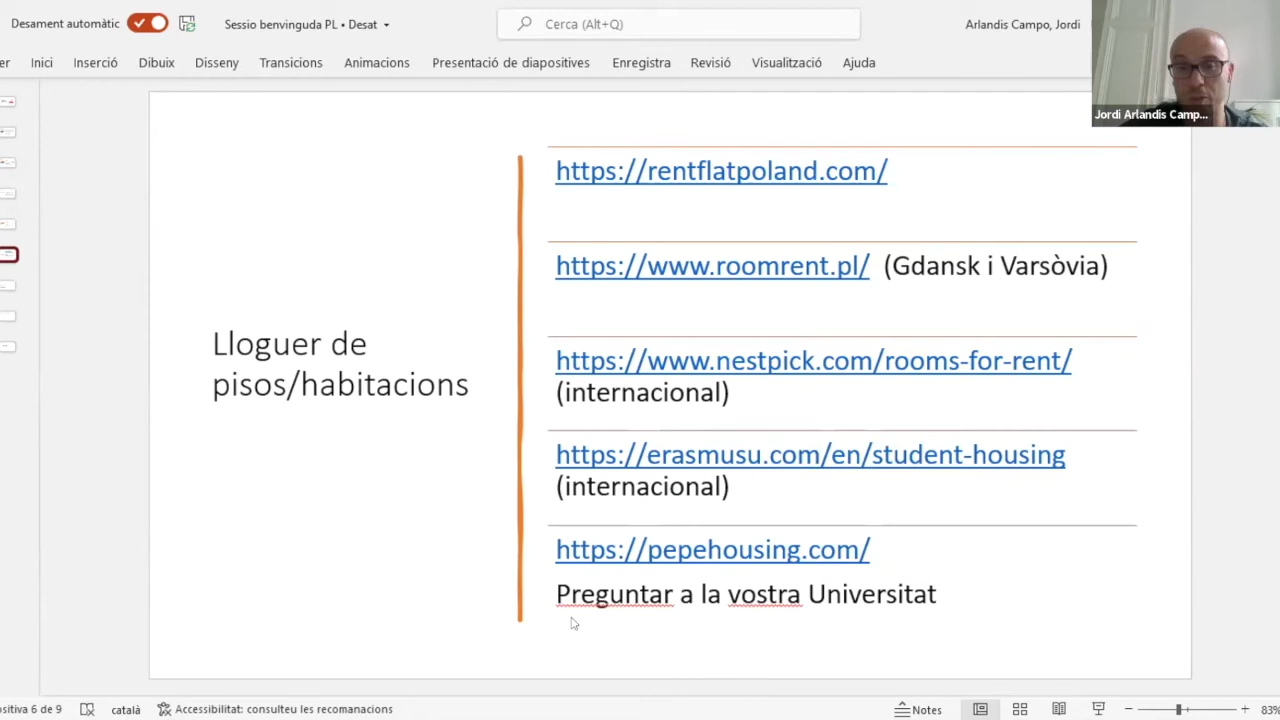 Desament automàtic
Sessio benvinguda PL • Desat
Cerca (Alt+Q)
Arlandis Campo, Jordi
er Inici Inserció Dibuix Disseny Transicions Animacions Presentació de diapositives Enregistra Revisió Visualització Ajuda
Jordi Arlandis Camp...
Lloguer de
pisos/habitacions
https://rentflatpoland.com/
https://www.roomrent.pl/ (Gdansk i Varsòvia)
https://www.nestpick.com/rooms-for-rent/
(internacional)
https://erasmusu.com/en/student-housing
(internacional)
https://pepehousing.com/
Preguntar a la vostra Universitat
ositiva 6 de 9 català Accessibilitat: consulteu les recomanacions Notes 83%